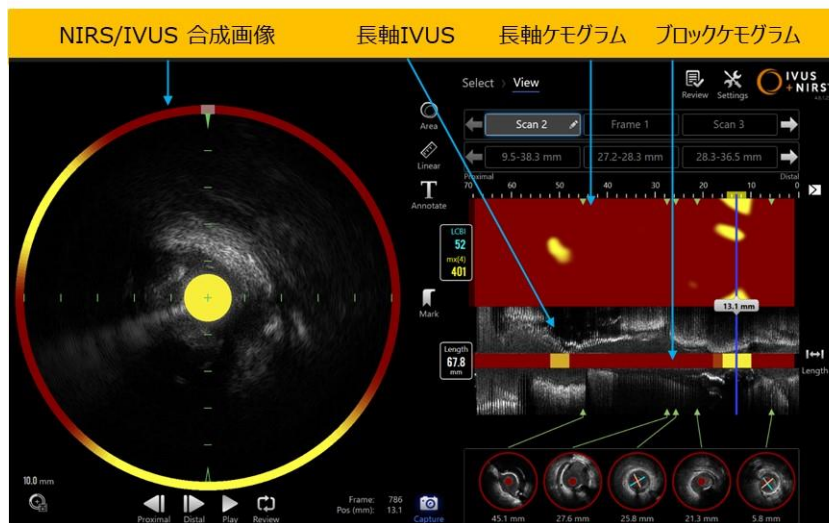 NIRS/IVUS 合成画像 長軸IVUS 長軸ケモグラム ブロックケモグラム
Select > View
Review Settings
IVUS
+NIRS
Area
Linear
Annotate
Mark
Scan 2 Frame 1 Scan 3
9.5-38.3 mm 27.2-28.3 mm 28.3-36.5 mm
Proximal Distal
70 60 50 40 30 20 10 0
LCBI
52
mx(4)
401
13.1 mm
Length
67.8
mm
Length
10.0 mm
Proximal Distal Play Review
Frame: 786
Pos (mm): 13.1
Capture
45.1 mm 27.6 mm 25.8 mm 21.3 mm 5.8 mm